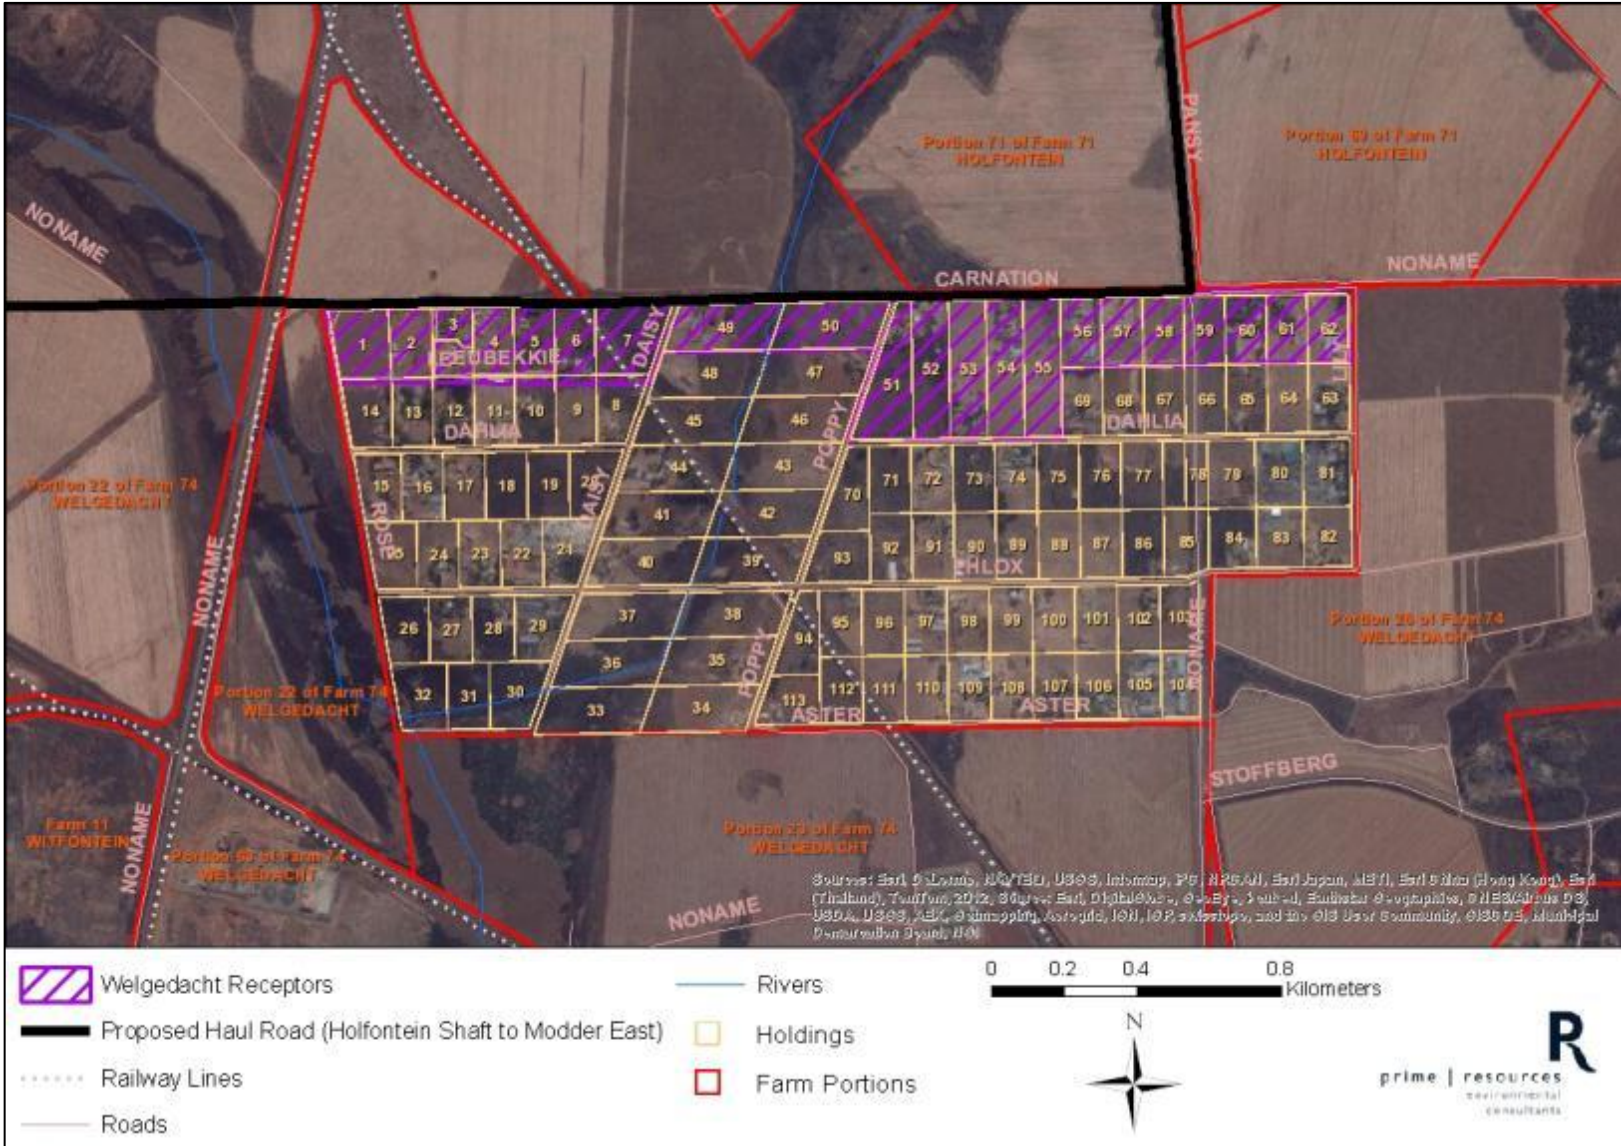 Portion 71 of Farm 71
HOLFONTEIN
PANSY
Portion 69 of Farm 71
HOLFONTEIN
NONAME
CARNATION
NONAME
1 2 3 4 5 6 7
DAISY
49 50
51 52 53 54 55
56 57 58 59 60 61 62
48 47
14 13 12 11 10 9 8
DAHLIA
45 46
POPPY
69 68 67 66 65 64 63
DAHLIA
15 16 17 18 19
44 43
70 71 72 73 74 75 76 77 78 79 80 81
Portion 22 of Farm 74
WELGEDACHT
ROSE
41 42
24 23 22 21
40 39
93 92 91 90 89 88 87 86 85 84 83 82
NONAME
26 27 28 29
37 38
94 95 96 97 98 99 100 101 102 103
NONAME
Portion 26 of Farm 74
WELGEDACHT
36 35
POPPY
Portion 22 of Farm 74
WELGEDACHT
32 31 30
33 34
113 112 111 110 109 108 107 106 105 104
ASTER
ASTER
STOFFBERG
Farm 11
WITFONTEIN
NONAME
WELGEDACHT
Portion 23 of Farm 74
WELGEDACHT
NONAME
Welgedacht Receptors
Proposed Haul Road (Holfontein Shaft to Modder East)
Railway Lines
Roads
Rivers
Holdings
Farm Portions
0 0.2 0.4 0.8
Kilometers
N
R
prime | resources
environmental
consultants